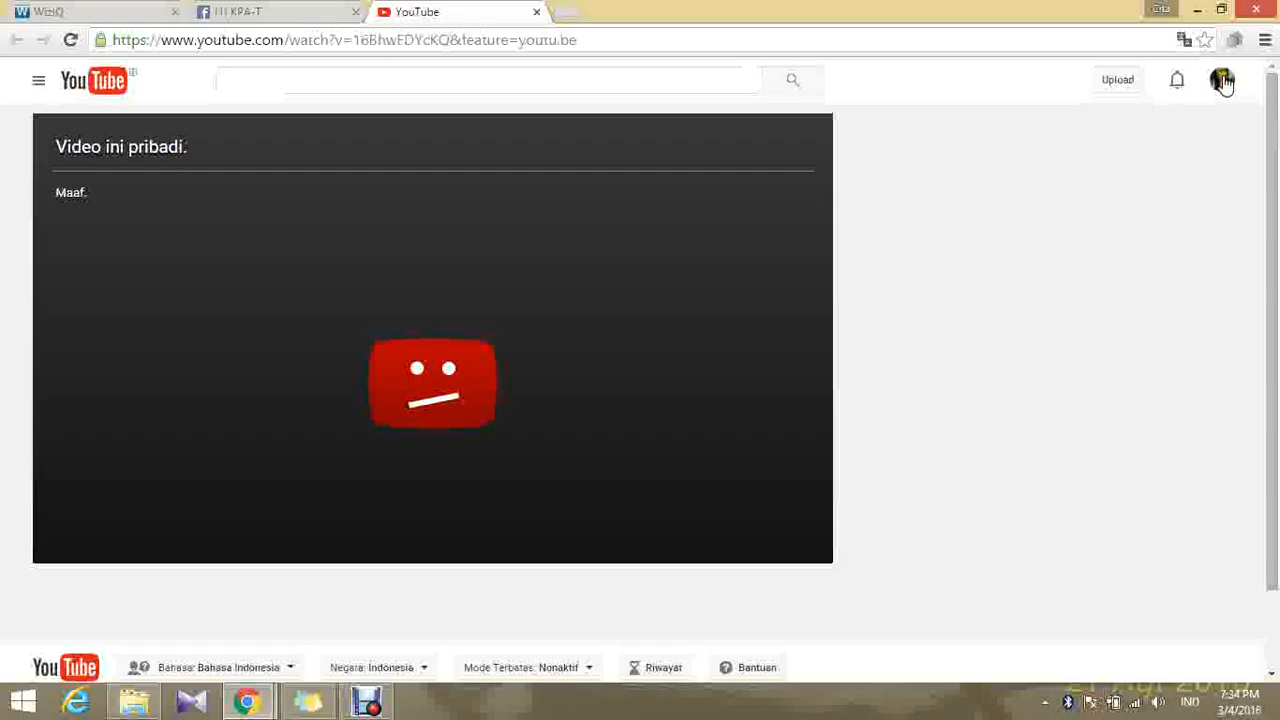 WizIQ
YouTube
https://www.youtube.com/watch?v=16BhwFDYcKQ&feature=youtu.be
YouTube
Upload
Video ini pribadi.
Maaf.
YouTube
Bahasa: Bahasa Indonesia
Negara: Indonesia
Mode Terbatas: Nonaktif
Riwayat
Bantuan
IND
7:34 PM
3/4/2016